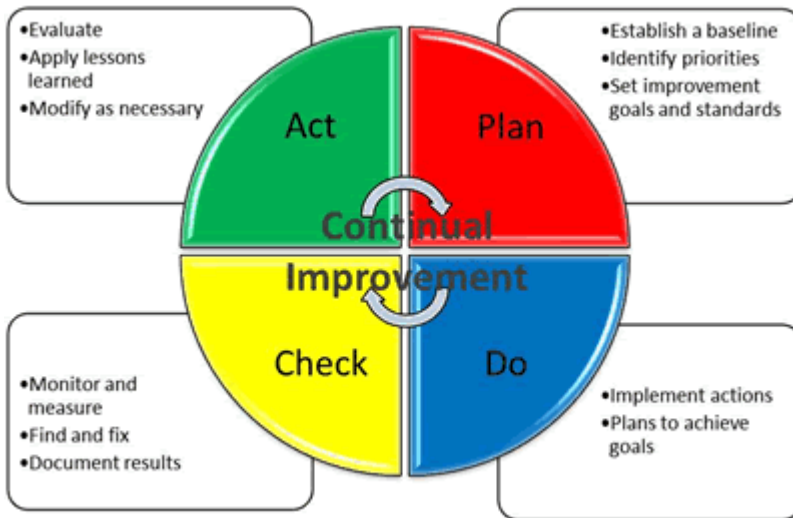 •Evaluate
•Apply lessons
learned
•Modify as necessary
•Establish a baseline
•Identify priorities
•Set improvement
goals and standards
Act
Plan
Continual
Improvement
Check
Do
•Monitor and
measure
•Find and fix
•Document results
•Implement actions
•Plans to achieve
goals